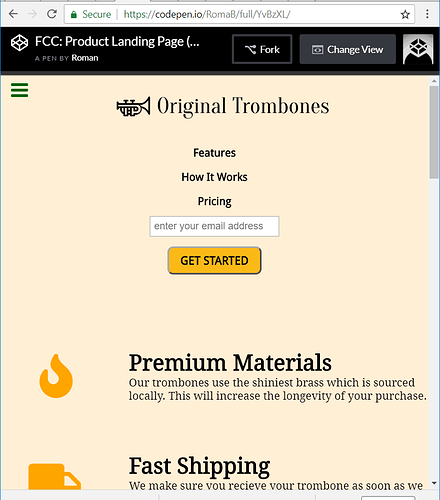 Secure https://codepen.io/RomaB/full/YvBzXL/
FCC: Product Landing Page (...
A PEN BY Roman
Fork
Change View
Original Trombones
Features
How It Works
Pricing
enter your email address
GET STARTED
Premium Materials
Our trombones use the shiniest brass which is sourced
locally. This will increase the longevity of your purchase.
Fast Shipping
We make sure you recieve your trombone as soon as we